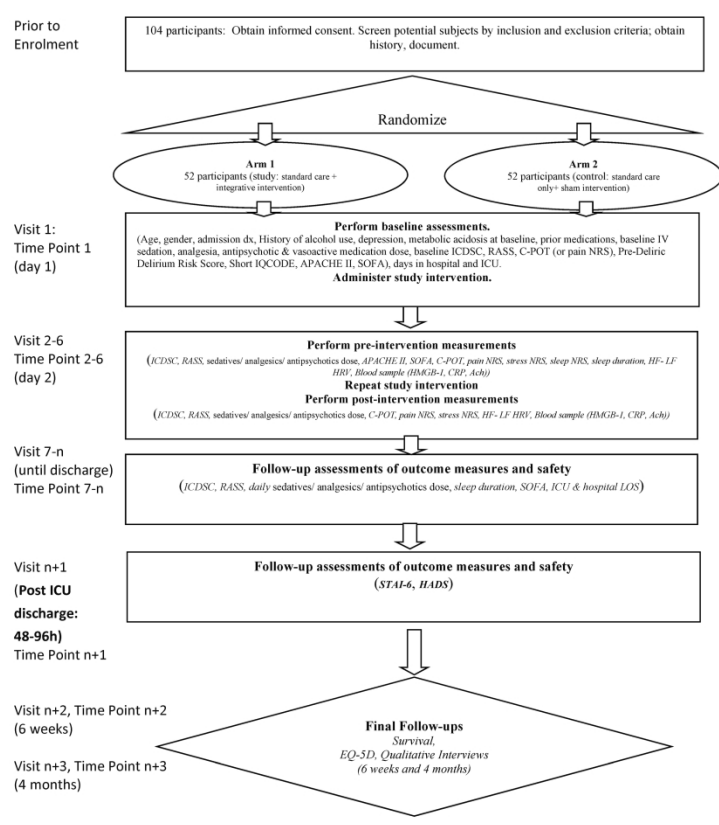 Prior to
Enrolment
104 participants: Obtain informed consent. Screen potential subjects by inclusion and exclusion criteria; obtain
history, document.
Randomize
Arm 1
52 participants (study: standard care +
integrative intervention)
Arm 2
52 participants (control: standard care
only+ sham intervention)
Visit 1:
Time Point 1
(day 1)
Perform baseline assessments.
(Age, gender, admission dx, History of alcohol use, depression, metabolic acidosis at baseline, prior medications, baseline IV
sedation, analgesia, antipsychotic & vasoactive medication dose, baseline ICDSC, RASS, C-POT (or pain NRS), Pre-Deliric
Delirium Risk Score, Short IQCODE, APACHE II, SOFA), days in hospital and ICU.
Administer study intervention.
Visit 2-6
Time Point 2-6
(day 2)
Perform pre-intervention measurements
(ICDSC, RASS, sedatives/ analgesics/ antipsychotics dose, APACHE II, SOFA, C-POT, pain NRS, stress NRS, sleep NRS, sleep duration, HF- LF
HRV, Blood sample (HMGB-1, CRP, Ach))
Repeat study intervention
Perform post-intervention measurements
(ICDSC, RASS, sedatives/ analgesics/ antipsychotics dose, C-POT, pain NRS, stress NRS, HF- LF HRV, Blood sample (HMGB-1, CRP, Ach))
Visit 7-n
(until discharge)
Time Point 7-n
Follow-up assessments of outcome measures and safety
(ICDSC, RASS, daily sedatives/ analgesics/ antipsychotics dose, sleep duration, SOFA, ICU & hospital LOS)
Visit n+1
(Post ICU
discharge:
48-96h)
Time Point n+1
Follow-up assessments of outcome measures and safety
(STAI-6, HADS)
Visit n+2, Time Point n+2
(6 weeks)
Visit n+3, Time Point n+3
(4 months)
Final Follow-ups
Survival,
EQ-5D, Qualitative Interviews
(6 weeks and 4 months)